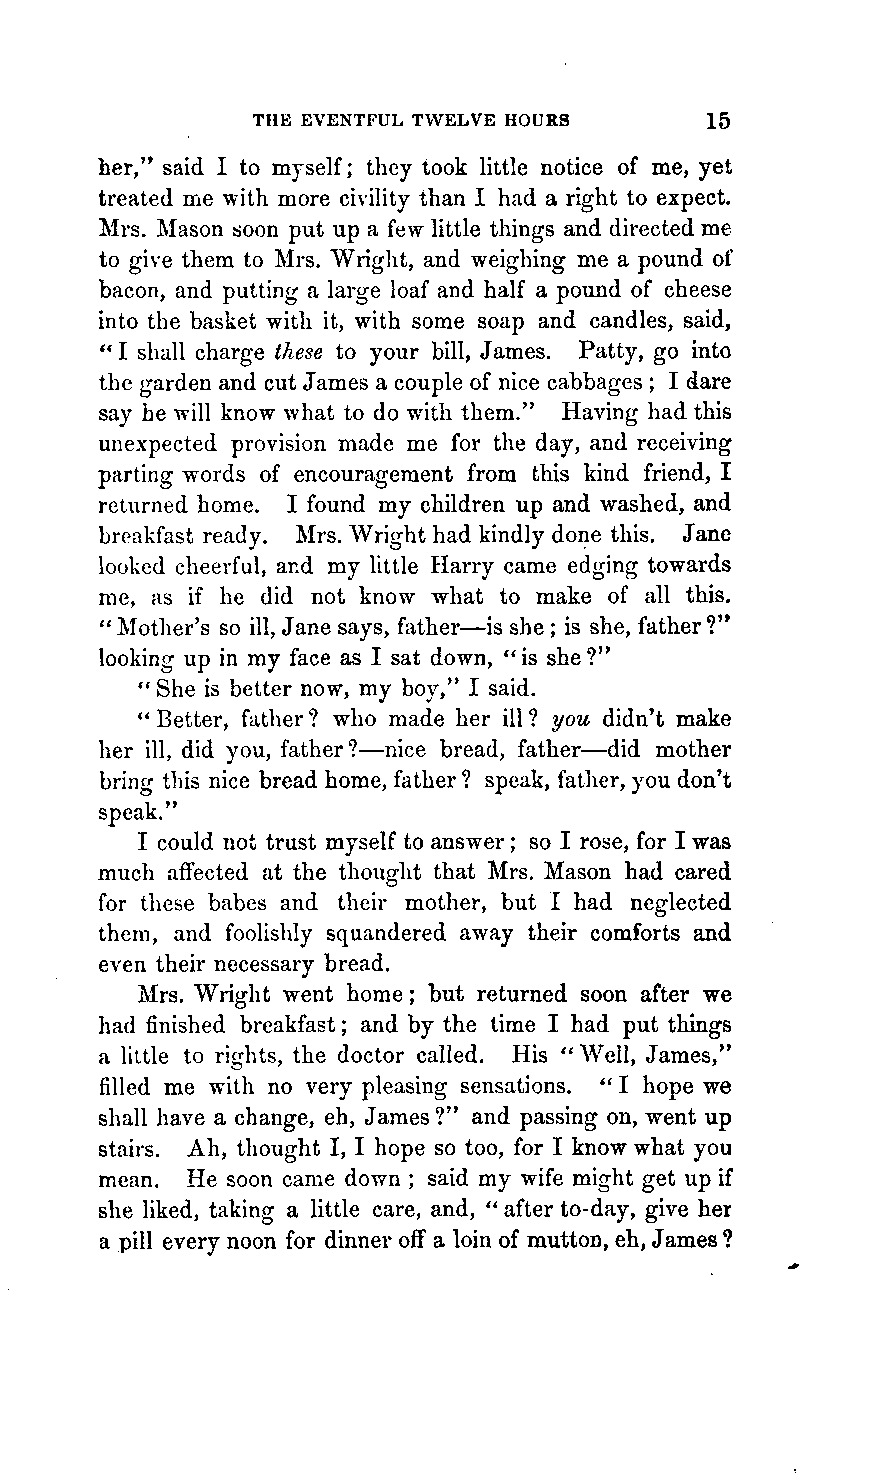 THE EVENTFUL TWELVE HOURS 15
her," said I to myself; they took little notice of me, yet
treated me with more civility than I had a right to expect.
Mrs. Mason soon put up a few little things and directed me
to give them to Mrs. Wright, and weighing me a pound of
bacon, and putting a large loaf and half a pound of cheese
into the basket with it, with some soap and candles, said,
"I shall charge these to your bill, James. Patty, go into
the garden and cut James a couple of nice cabbages; I dare
say he will know what to do with them." Having had this
unexpected provision made me for the day, and receiving
parting words of encouragement from this kind friend, I
returned home. I found my children up and washed, and
breakfast ready. Mrs. Wright had kindly done this. Jane
looked cheerful, and my little Harry came edging towards
me, as if he did not know what to make of all this.
"Mother's so ill, Jane says, father—is she; is she, father?"
looking up in my face as I sat down, "is she?"
"She is better now, my boy," I said.
"Better, father? who made her ill? you didn't make
her ill, did you, father?—nice bread, father—did mother
bring this nice bread home, father? speak, father, you don't
speak."
I could not trust myself to answer; so I rose, for I was
much affected at the thought that Mrs. Mason had cared
for these babes and their mother, but I had neglected
them, and foolishly squandered away their comforts and
even their necessary bread.
Mrs. Wright went home; but returned soon after we
had finished breakfast; and by the time I had put things
a little to rights, the doctor called. His "Well, James,"
filled me with no very pleasing sensations. "I hope we
shall have a change, eh, James?" and passing on, went up
stairs. Ah, thought I, I hope so too, for I know what you
mean. He soon came down; said my wife might get up if
she liked, taking a little care, and, "after to-day, give her
a pill every noon for dinner off a loin of mutton, eh, James?